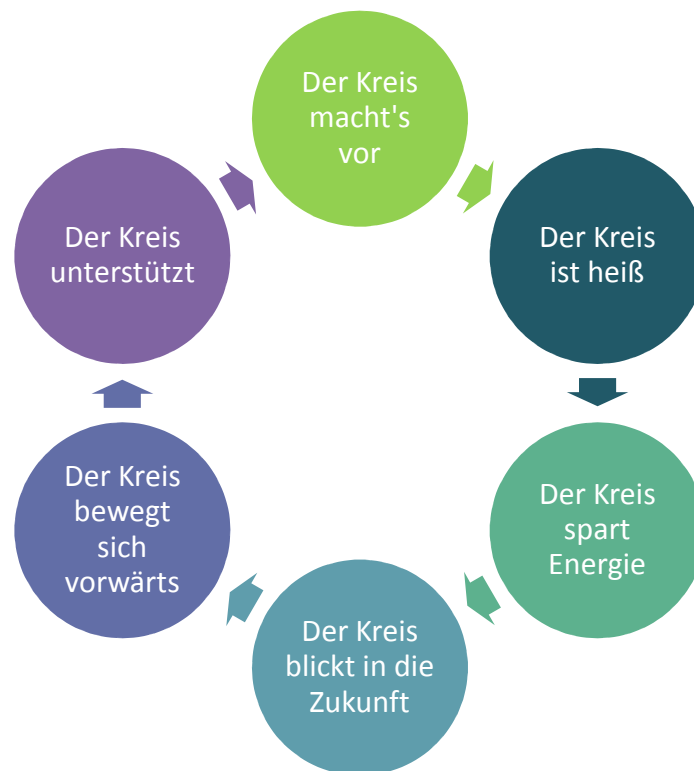 Der Kreis
macht's
vor
Der Kreis
ist heiß
Der Kreis
spart
Energie
Der Kreis
blickt in die
Zukunft
Der Kreis
bewegt
sich
vorwärts
Der Kreis
unterstützt